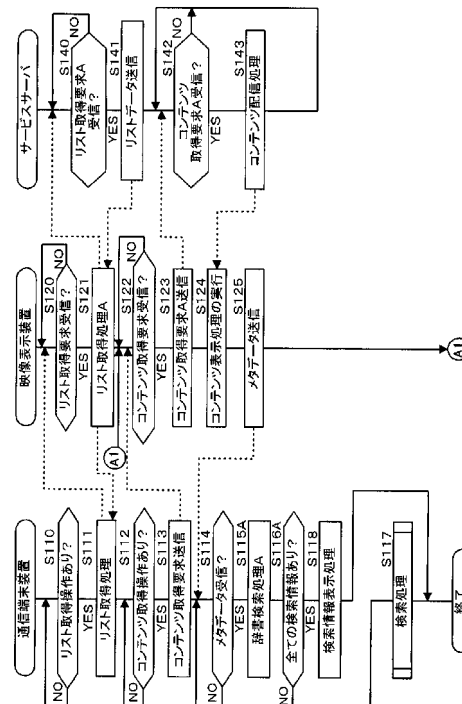 通信端末装置
S110
リスト取得操作あり?
NO
YES
S111
リスト取得処理
S112
コンテンツ取得操作あり?
NO
YES
S113
コンテンツ取得要求送信
S114
メタデータ受信?
NO
YES
S115A
辞書検索処理A
S116A
全ての検索情報あり?
NO
YES
S118
検索情報表示処理
S117
検索処理
終了
映像表示装置
S120
リスト取得要求受信?
NO
YES
S121
リスト取得処理A
A1
S122
コンテンツ取得要求受信?
NO
YES
S123
コンテンツ取得要求A送信
S124
コンテンツ表示処理の実行
S125
メタデータ送信
A1
サービスサーバ
S140
リスト取得要求A
受信?
NO
YES
S141
リストデータ送信
S142
コンテンツ
取得要求A受信?
NO
YES
S143
コンテンツ配信処理